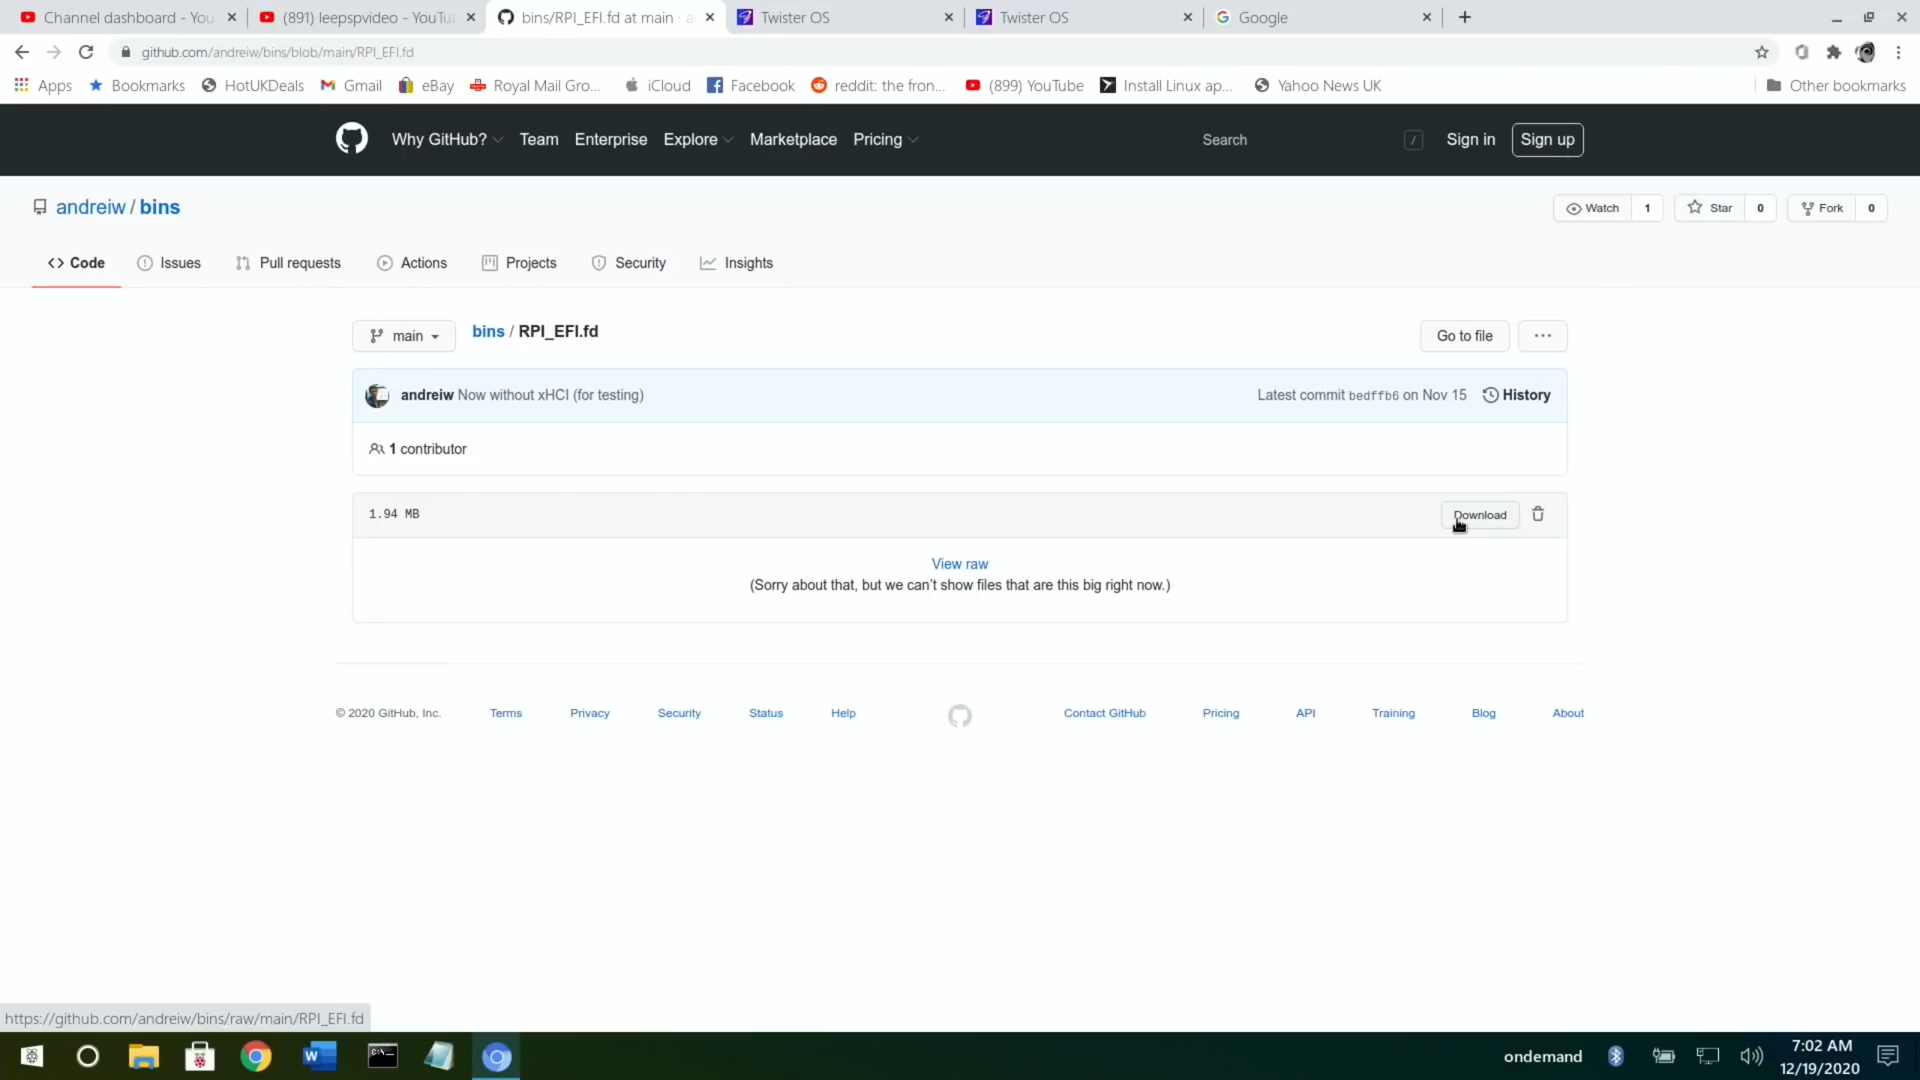 Channel dashboard - You
(891) leepspvideo - YouTu
bins/RPI_EFI.fd at main · a
Twister OS
Twister OS
Google
github.com/andreiw/bins/blob/main/RPI_EFI.fd
Apps
Bookmarks
HotUKDeals
Gmail
eBay
Royal Mail Gro...
iCloud
Facebook
reddit: the fron...
(899) YouTube
Install Linux ap...
Yahoo News UK
Other bookmarks
Why GitHub?
Team
Enterprise
Explore
Marketplace
Pricing
Search
/
Sign in
Sign up
andreiw / bins
Watch 1
Star 0
Fork 0
Code
Issues
Pull requests
Actions
Projects
Security
Insights
main
bins / RPI_EFI.fd
Go to file
...
andreiw Now without xHCI (for testing)
Latest commit bedffb6 on Nov 15
History
1 contributor
1.94 MB
Download
View raw
(Sorry about that, but we can't show files that are this big right now.)
© 2020 GitHub, Inc.
Terms
Privacy
Security
Status
Help
Contact GitHub
Pricing
API
Training
Blog
About
https://github.com/andreiw/bins/raw/main/RPI_EFI.fd
W
C:\_
ondemand
7:02 AM
12/19/2020